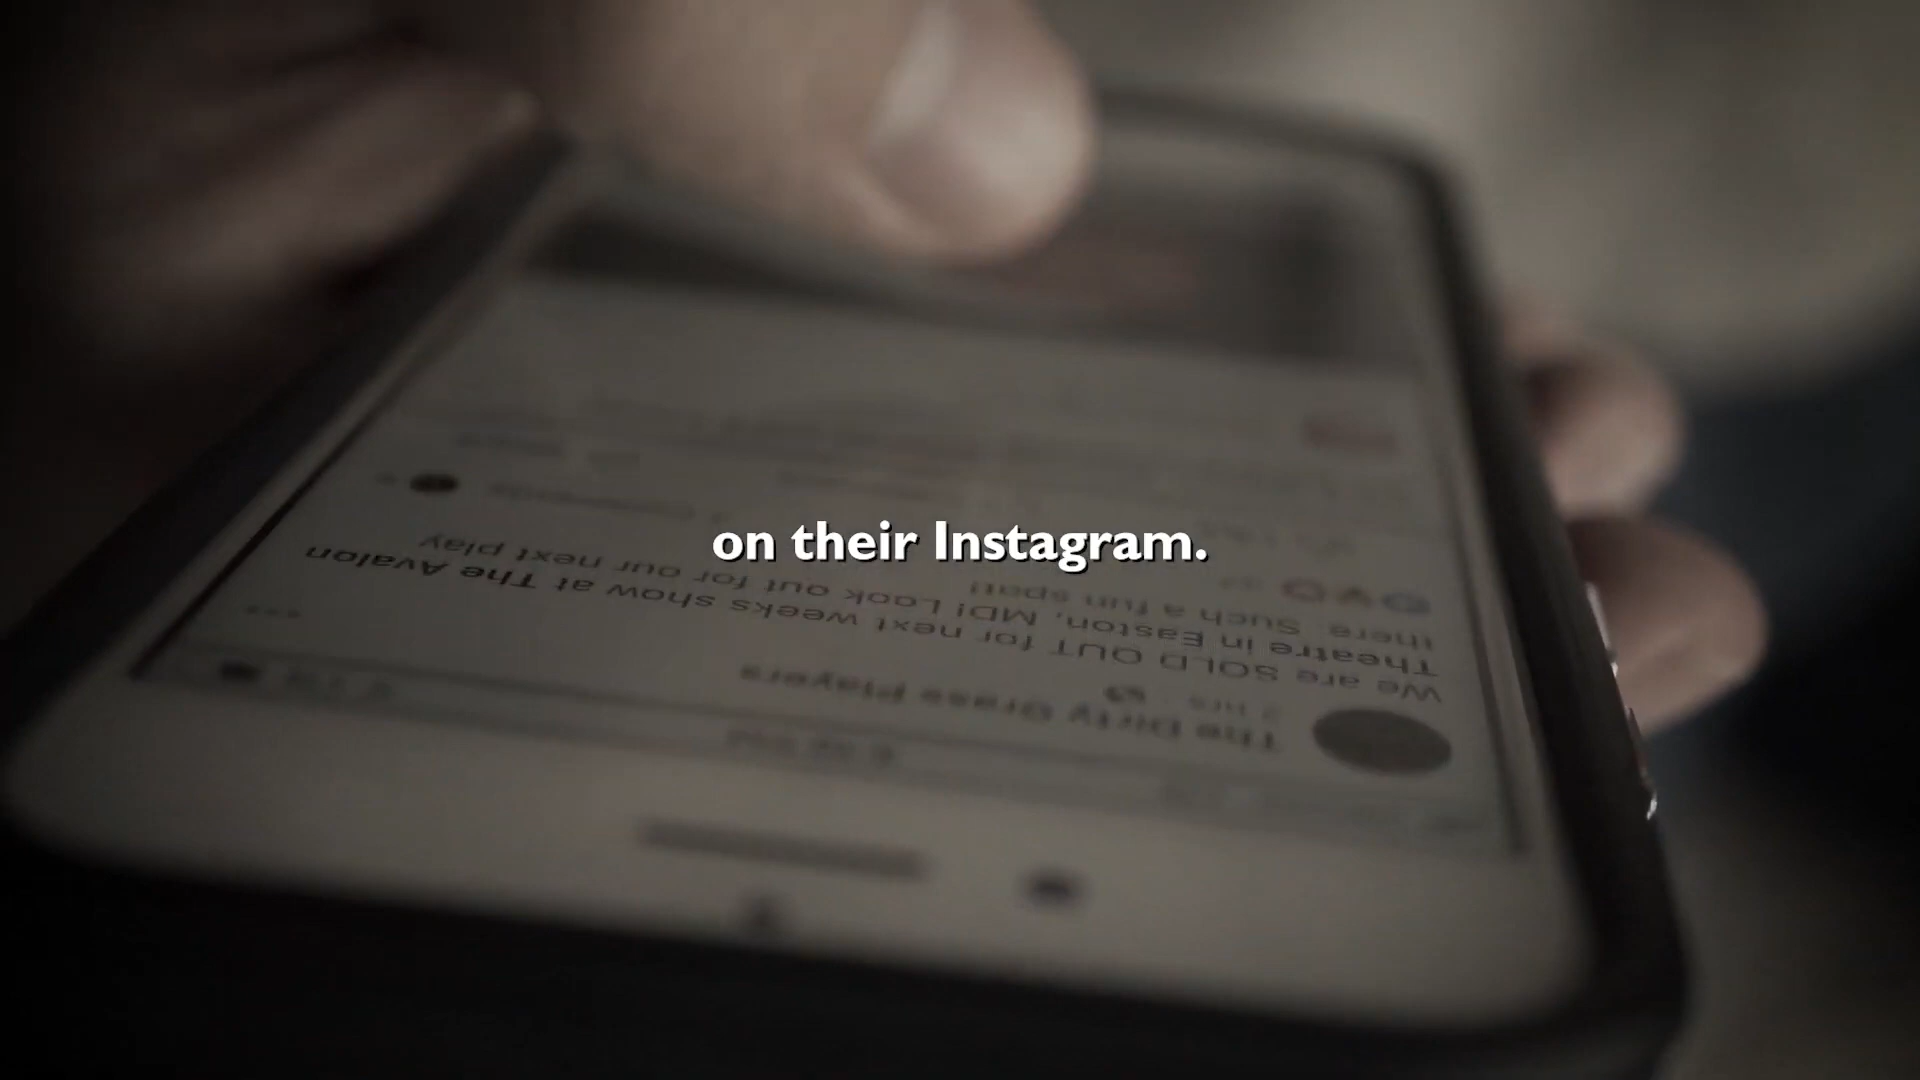 on their Instagram.
The Dirty Grass Players
We are SOLD OUT for next weeks show at The Avalon
Theatre in Easton, MD! Look out for our next play
there. Such a fun spot!